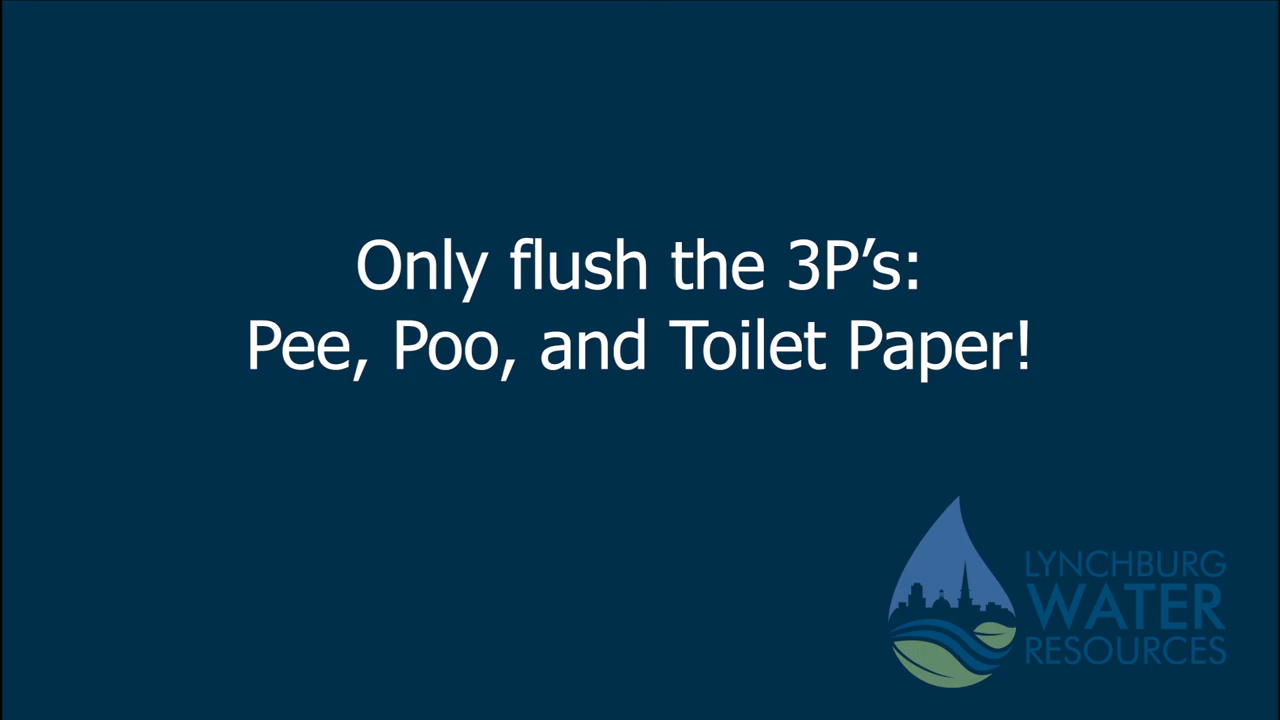 Only flush the 3P’s:
Pee, Poo, and Toilet Paper!
LYNCHBURG
WATER
RESOURCES